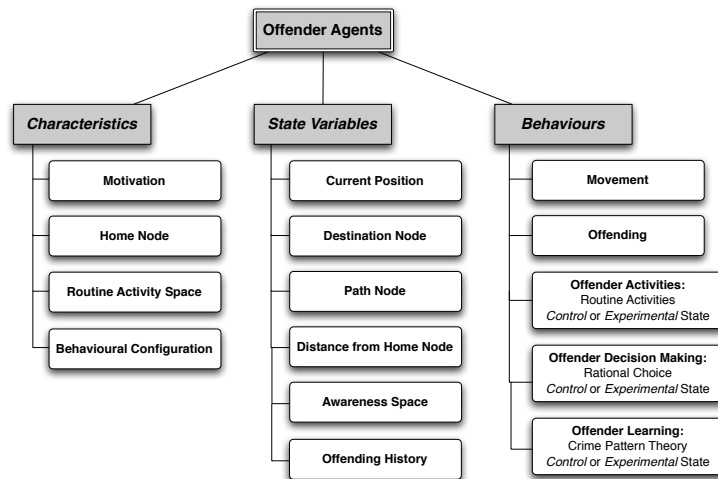 Offender Agents
Characteristics
Motivation
Home Node
Routine Activity Space
Behavioural Configuration
State Variables
Current Position
Destination Node
Path Node
Distance from Home Node
Awareness Space
Offending History
Behaviours
Movement
Offending
Offender Activities:
Routine Activities
Control or Experimental State
Offender Decision Making:
Rational Choice
Control or Experimental State
Offender Learning:
Crime Pattern Theory
Control or Experimental State